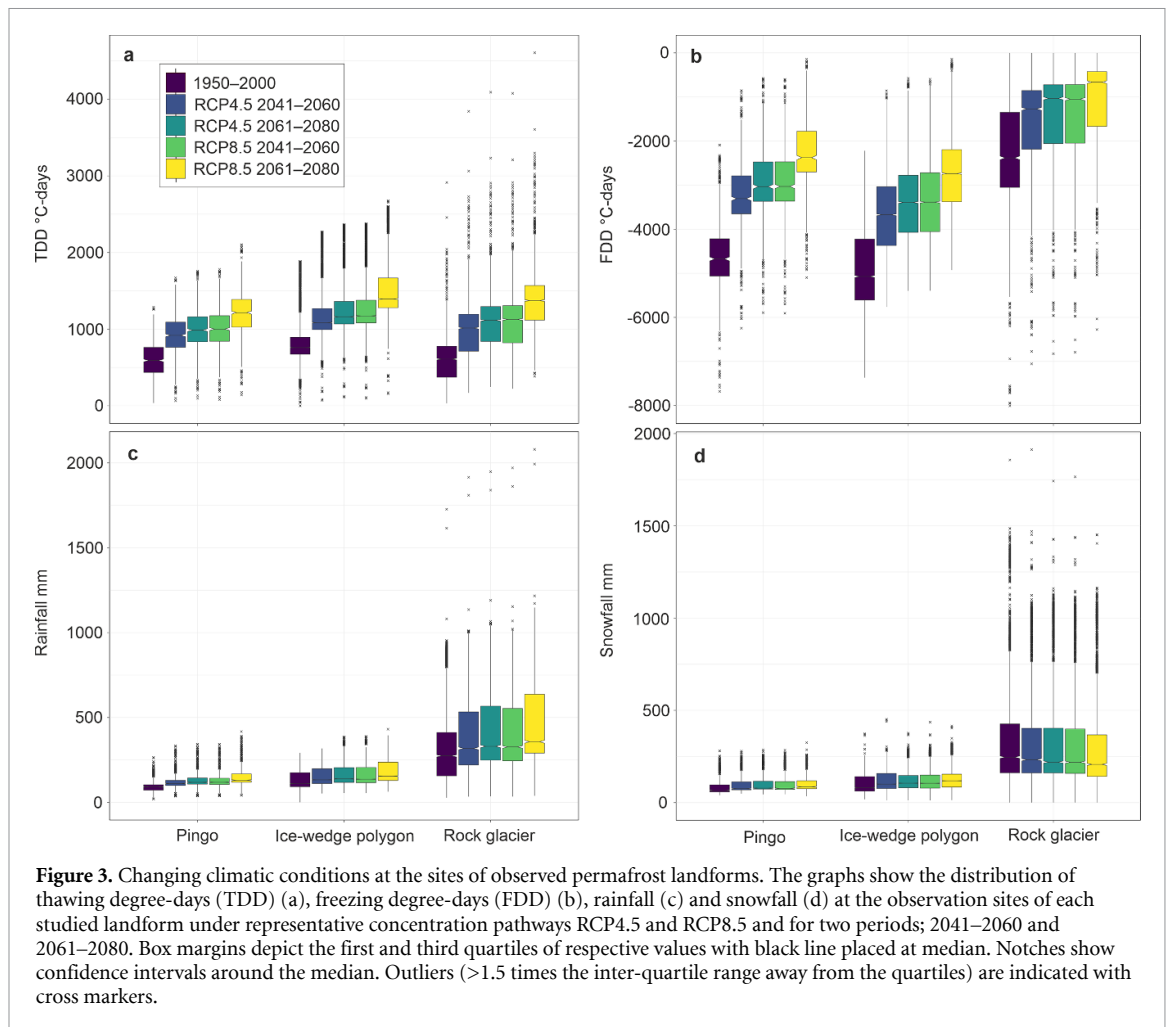 a
1950–2000
RCP4.5 2041–2060
RCP4.5 2061–2080
RCP8.5 2041–2060
RCP8.5 2061–2080
TDD °C-days
4000
3000
2000
1000
0
b
FDD °C-days
0
-2000
-4000
-6000
-8000
c
Rainfall mm
2000
1500
1000
500
0
Pingo
Ice-wedge polygon
Rock glacier
d
Snowfall mm
2000
1500
1000
500
0
Pingo
Ice-wedge polygon
Rock glacier
Figure 3. Changing climatic conditions at the sites of observed permafrost landforms. The graphs show the distribution of
thawing degree-days (TDD) (a), freezing degree-days (FDD) (b), rainfall (c) and snowfall (d) at the observation sites of each
studied landform under representative concentration pathways RCP4.5 and RCP8.5 and for two periods; 2041–2060 and
2061–2080. Box margins depict the first and third quartiles of respective values with black line placed at median. Notches show
confidence intervals around the median. Outliers (>1.5 times the inter-quartile range away from the quartiles) are indicated with
cross markers.